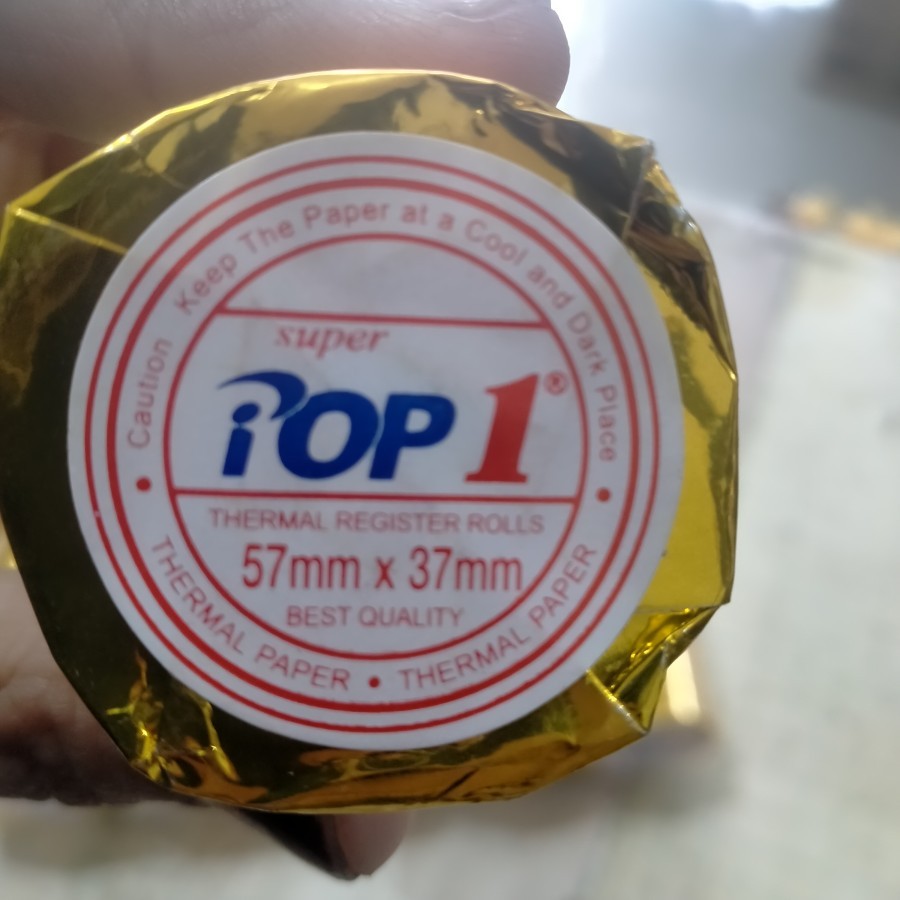 Caution Keep The Paper at a Cool and Dark Place
super
POP 1®
THERMAL REGISTER ROLLS
57mm x 37mm
BEST QUALITY
THERMAL PAPER • THERMAL PAPER